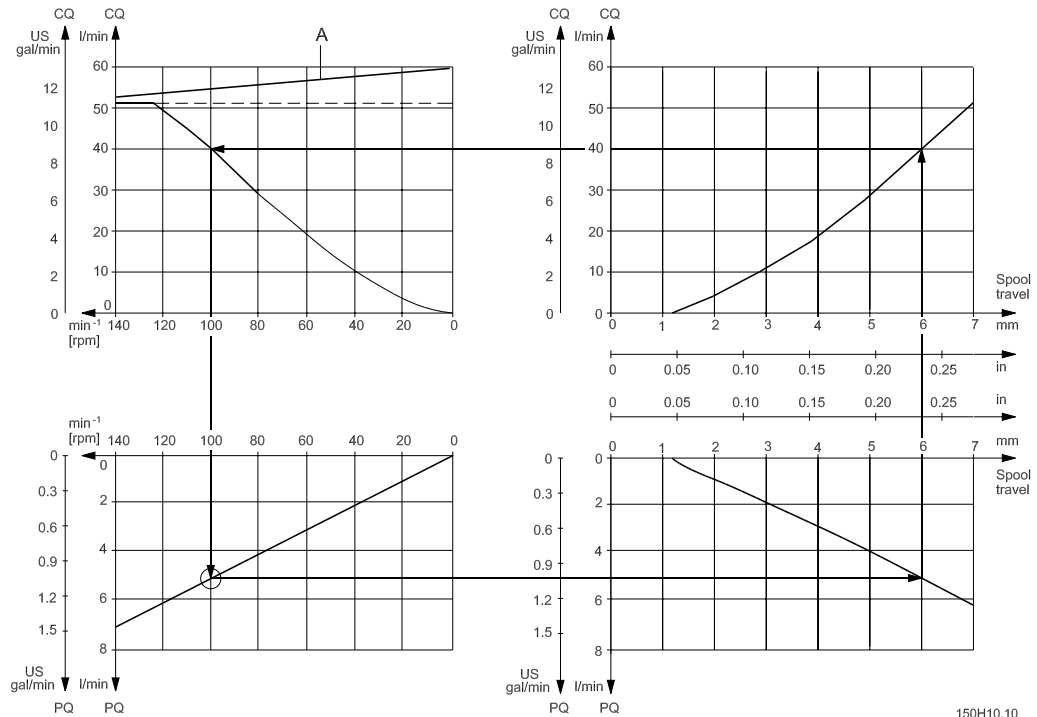 CQ CQ CQ CQ
US gal/min l/min A US gal/min l/min
60 60
12 12
50 50
10 10
40 40
8 8
30 30
6 6
20 20
4 4
10 10
2 2
Spool travel
0 0 0 0
min-1 [rpm] 140 120 100 80 60 40 20 0
0 1 2 3 4 5 6 7 mm
0 0.05 0.10 0.15 0.20 0.25 in
0 0.05 0.10 0.15 0.20 0.25 in
min-1 [rpm] 140 120 100 80 60 40 20 0
0 1 2 3 4 5 6 7 mm
0 0 0 0
Spool travel
0.3 0.3
2 2
0.6 0.6
4 4
0.9 0.9
1.2 6 1.2 6
1.5 1.5
8 8
US gal/min l/min US gal/min l/min
PQ PQ PQ PQ
150H10.10